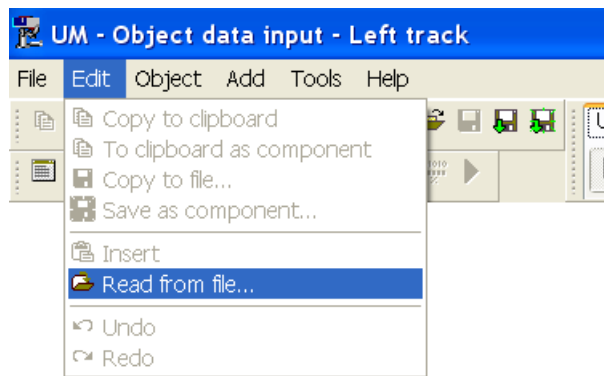 UM - Object data input - Left track
File Edit Object Add Tools Help
Copy to clipboard
To clipboard as component
Copy to file...
Save as component...
Insert
Read from file...
Undo
Redo